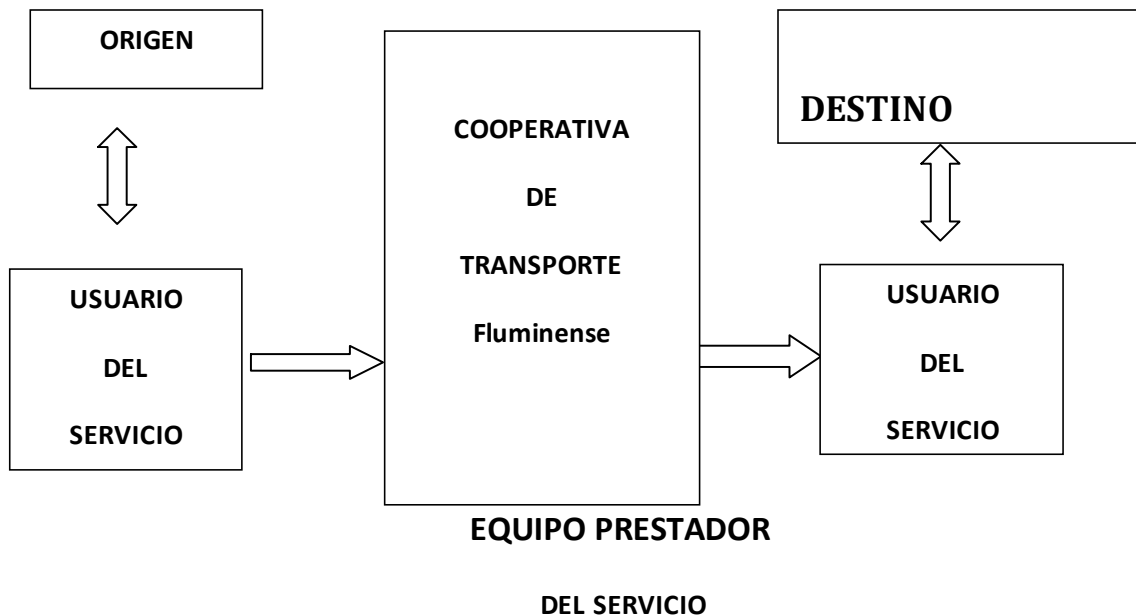 ORIGEN
USUARIO
DEL
SERVICIO
COOPERATIVA
DE
TRANSPORTE
Fluminense
EQUIPO PRESTADOR
DEL SERVICIO
DESTINO
USUARIO
DEL
SERVICIO